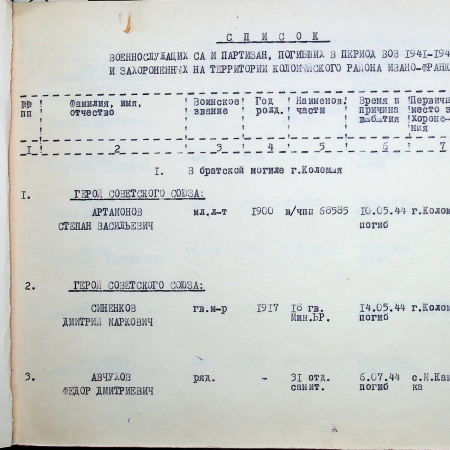 СПИСОК
ВОЕННОСЛУЖАЩИХ СА И ПАРТИЗАН, ПОГИБШИХ В ПЕРИОД ВОВ 1941-194
И ЗАХОРОНЕННЫХ НА ТЕРРИТОРИИ КОЛОМЫЙСКОГО РАЙОНА ИВАНО-ФРАНК
№№ Фамилия, имя, Воинское Год Наименов. Время и Первичн
пп отчество звание рожд. части причина место з
выбытия хороне-
ния
1 2 3 4 5 6 7
I. В братской могиле г.Коломыя
1. ГЕРОЙ СОВЕТСКОГО СОЮЗА:
АРТАМОНОВ мл.л-т 1900 в/чпп 68585 10.05.44 г.Колом
СТЕПАН ВАСИЛЬЕВИЧ погиб
2. ГЕРОЙ СОВЕТСКОГО СОЮЗА:
СИНЕНКОВ гв.м-р 1917 18 гв. 14.05.44 г.Колом
ДМИТРИЙ МАРКОВИЧ Мин.БР. погиб
3. АВЧУХОВ ряд. - 31 отд. 6.07.44 с.М.Кам
ФЕДОР ДМИТРИЕВИЧ санит. погиб ка